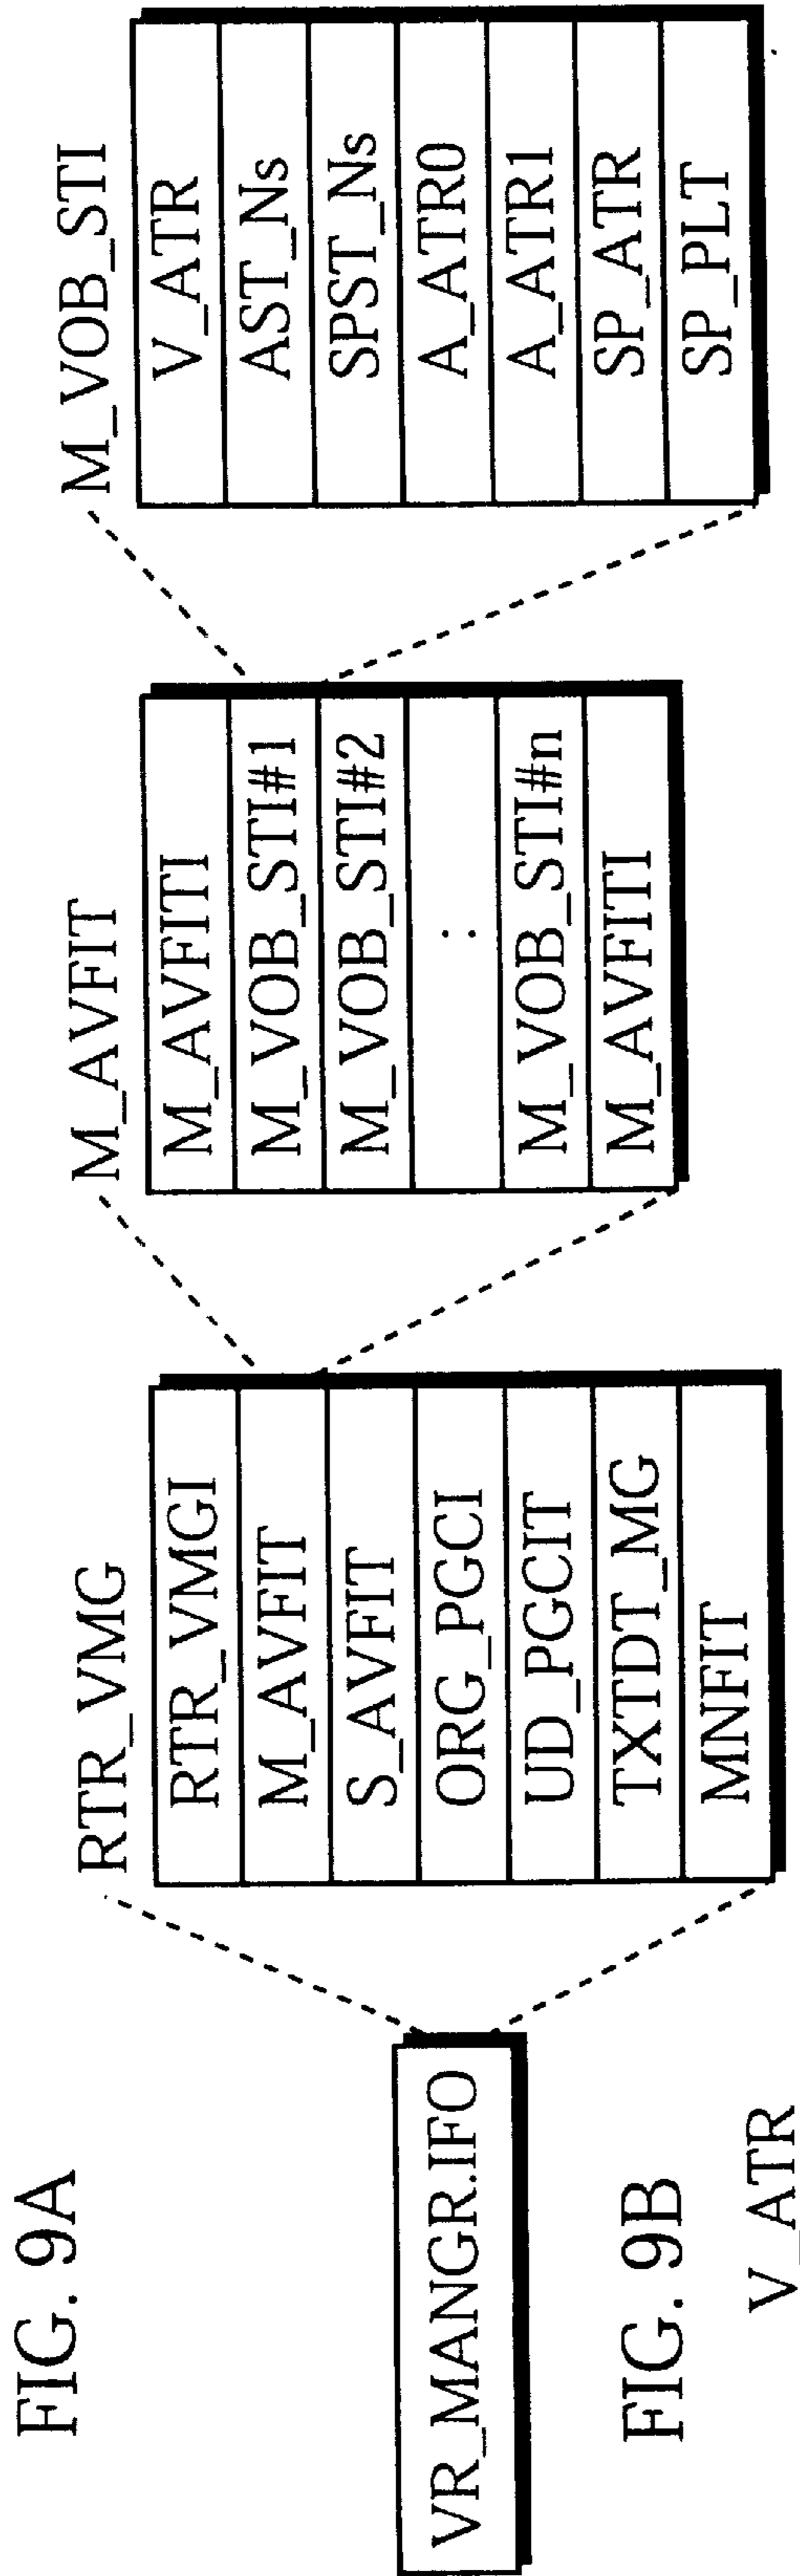 FIG. 9A
VR_MANGR.IFO
RTR_VMG
RTR_VMGI
M_AVFIT
S_AVFIT
ORG_PGCI
UD_PGCIT
TXTDT_MG
MNFIT
M_AVFIT
M_AVFITI
M_VOB_STI#1
M_VOB_STI#2
:
M_VOB_STI#n
M_AVFITI
M_VOB_STI
V_ATR
AST_Ns
SPST_Ns
A_ATR0
A_ATR1
SP_ATR
SP_PLT
FIG. 9B
V_ATR